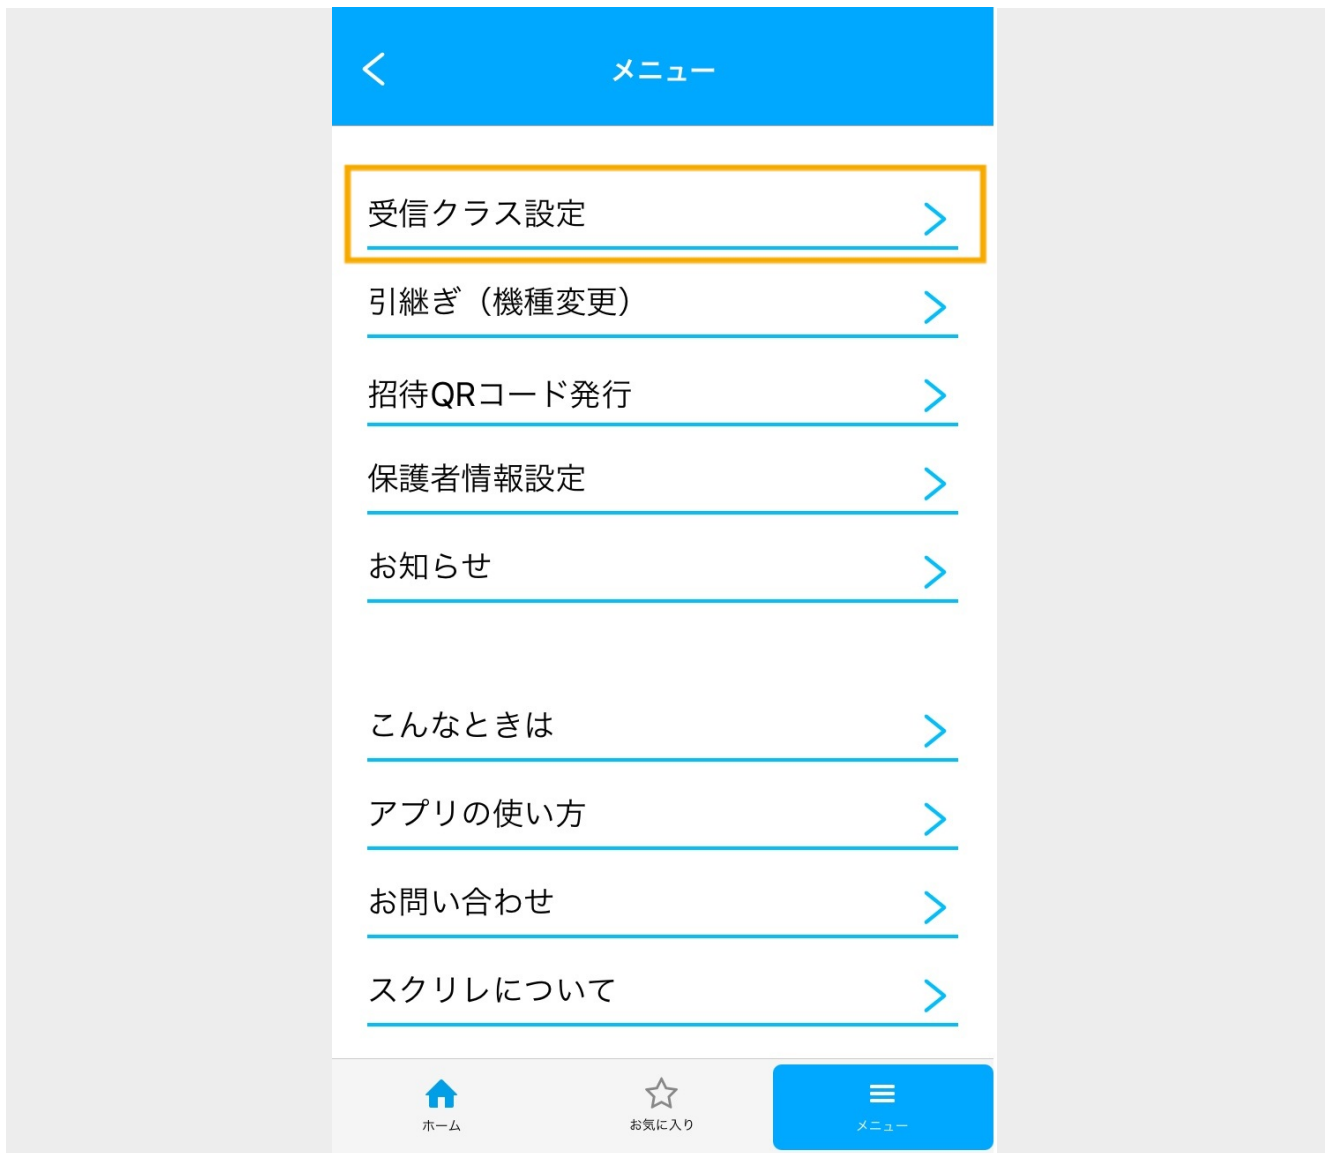 メニュー
受信クラス設定
引継ぎ（機種変更）
招待QRコード発行
保護者情報設定
お知らせ
こんなときは
アプリの使い方
お問い合わせ
スクリレについて
ホーム
お気に入り
メニュー